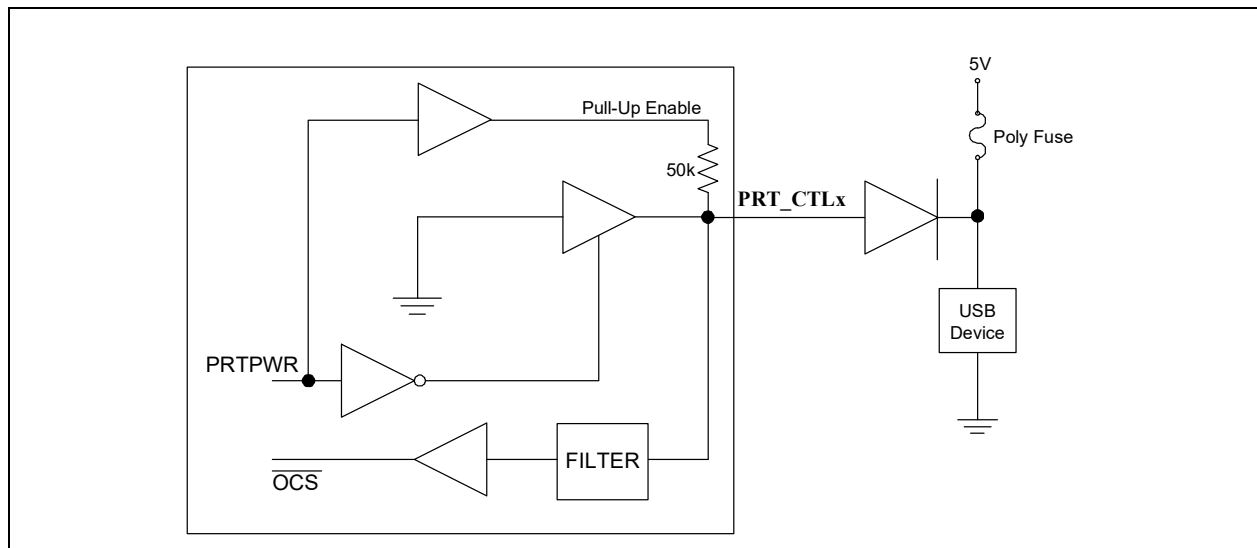 5V
Pull-Up Enable
Poly Fuse
50k
PRT_CTLx
USB
Device
PRTPWR
FILTER
OCS